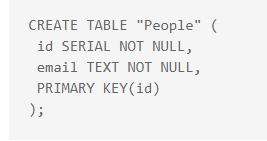 CREATE TABLE "People" (
id SERIAL NOT NULL,
email TEXT NOT NULL,
PRIMARY KEY(id)
);